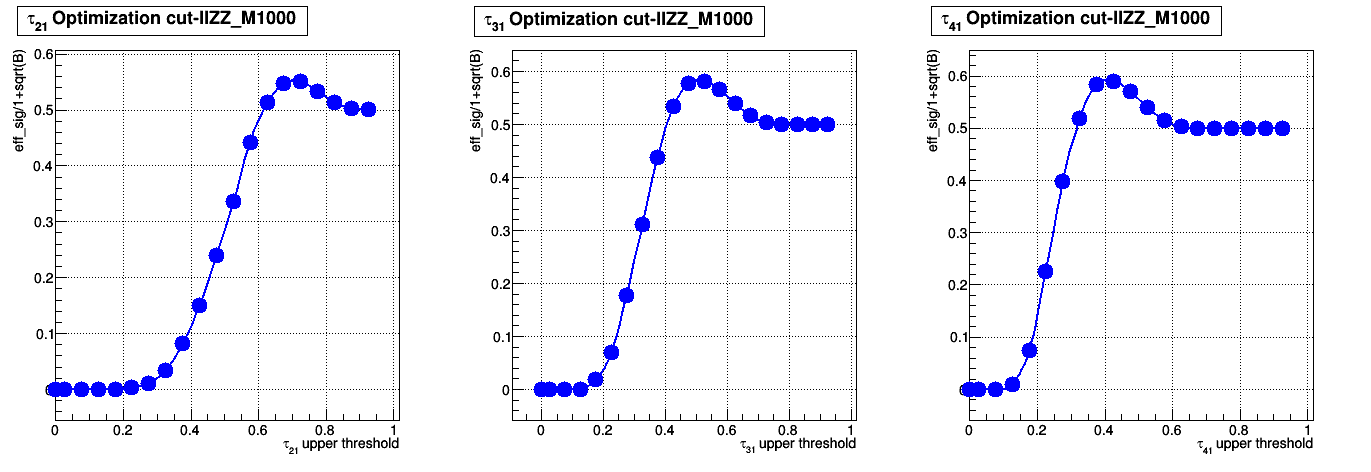 τ21 Optimization cut-llZZ_M1000
eff_sig/1+sqrt(B)
0.6
0.5
0.4
0.3
0.2
0.1
0
0 0.2 0.4 0.6 0.8 1
τ21 upper threshold
τ31 Optimization cut-llZZ_M1000
eff_sig/1+sqrt(B)
0.6
0.5
0.4
0.3
0.2
0.1
0
0 0.2 0.4 0.6 0.8 1
τ31 upper threshold
τ41 Optimization cut-llZZ_M1000
eff_sig/1+sqrt(B)
0.6
0.5
0.4
0.3
0.2
0.1
0
0 0.2 0.4 0.6 0.8 1
τ41 upper threshold